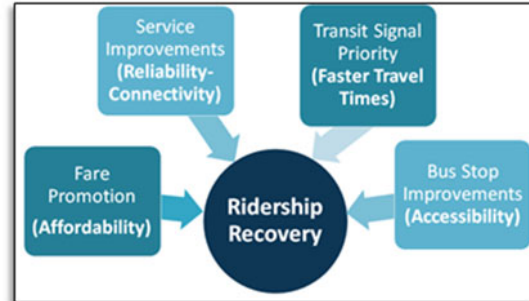 Service
Improvements
(Reliability-
Connectivity)
Transit Signal
Priority
(Faster Travel
Times)
Fare
Promotion
(Affordability)
Ridership
Recovery
Bus Stop
Improvements
(Accessibility)